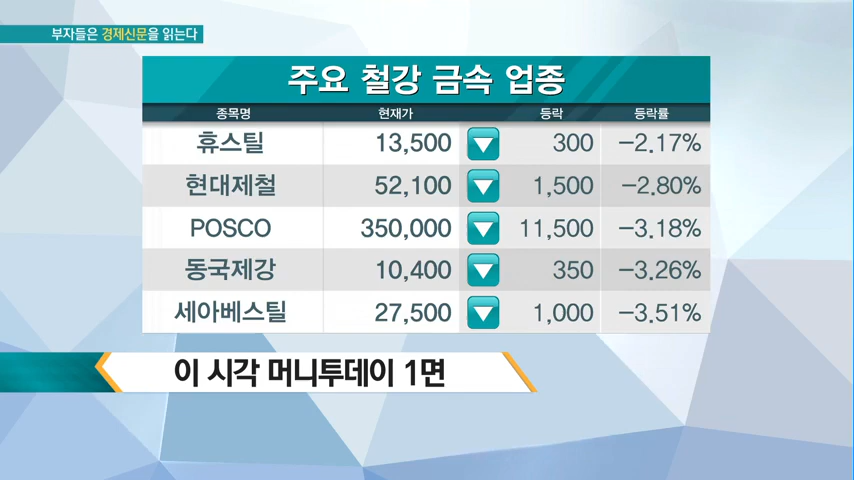 부자들은 경제신문을 읽는다
주요 철강 금속 업종
종목명 현재가 등락 등락률
휴스틸 13,500 ▼ 300 -2.17%
현대제철 52,100 ▼ 1,500 -2.80%
POSCO 350,000 ▼ 11,500 -3.18%
동국제강 10,400 ▼ 350 -3.26%
세아베스틸 27,500 ▼ 1,000 -3.51%
이 시각 머니투데이 1면